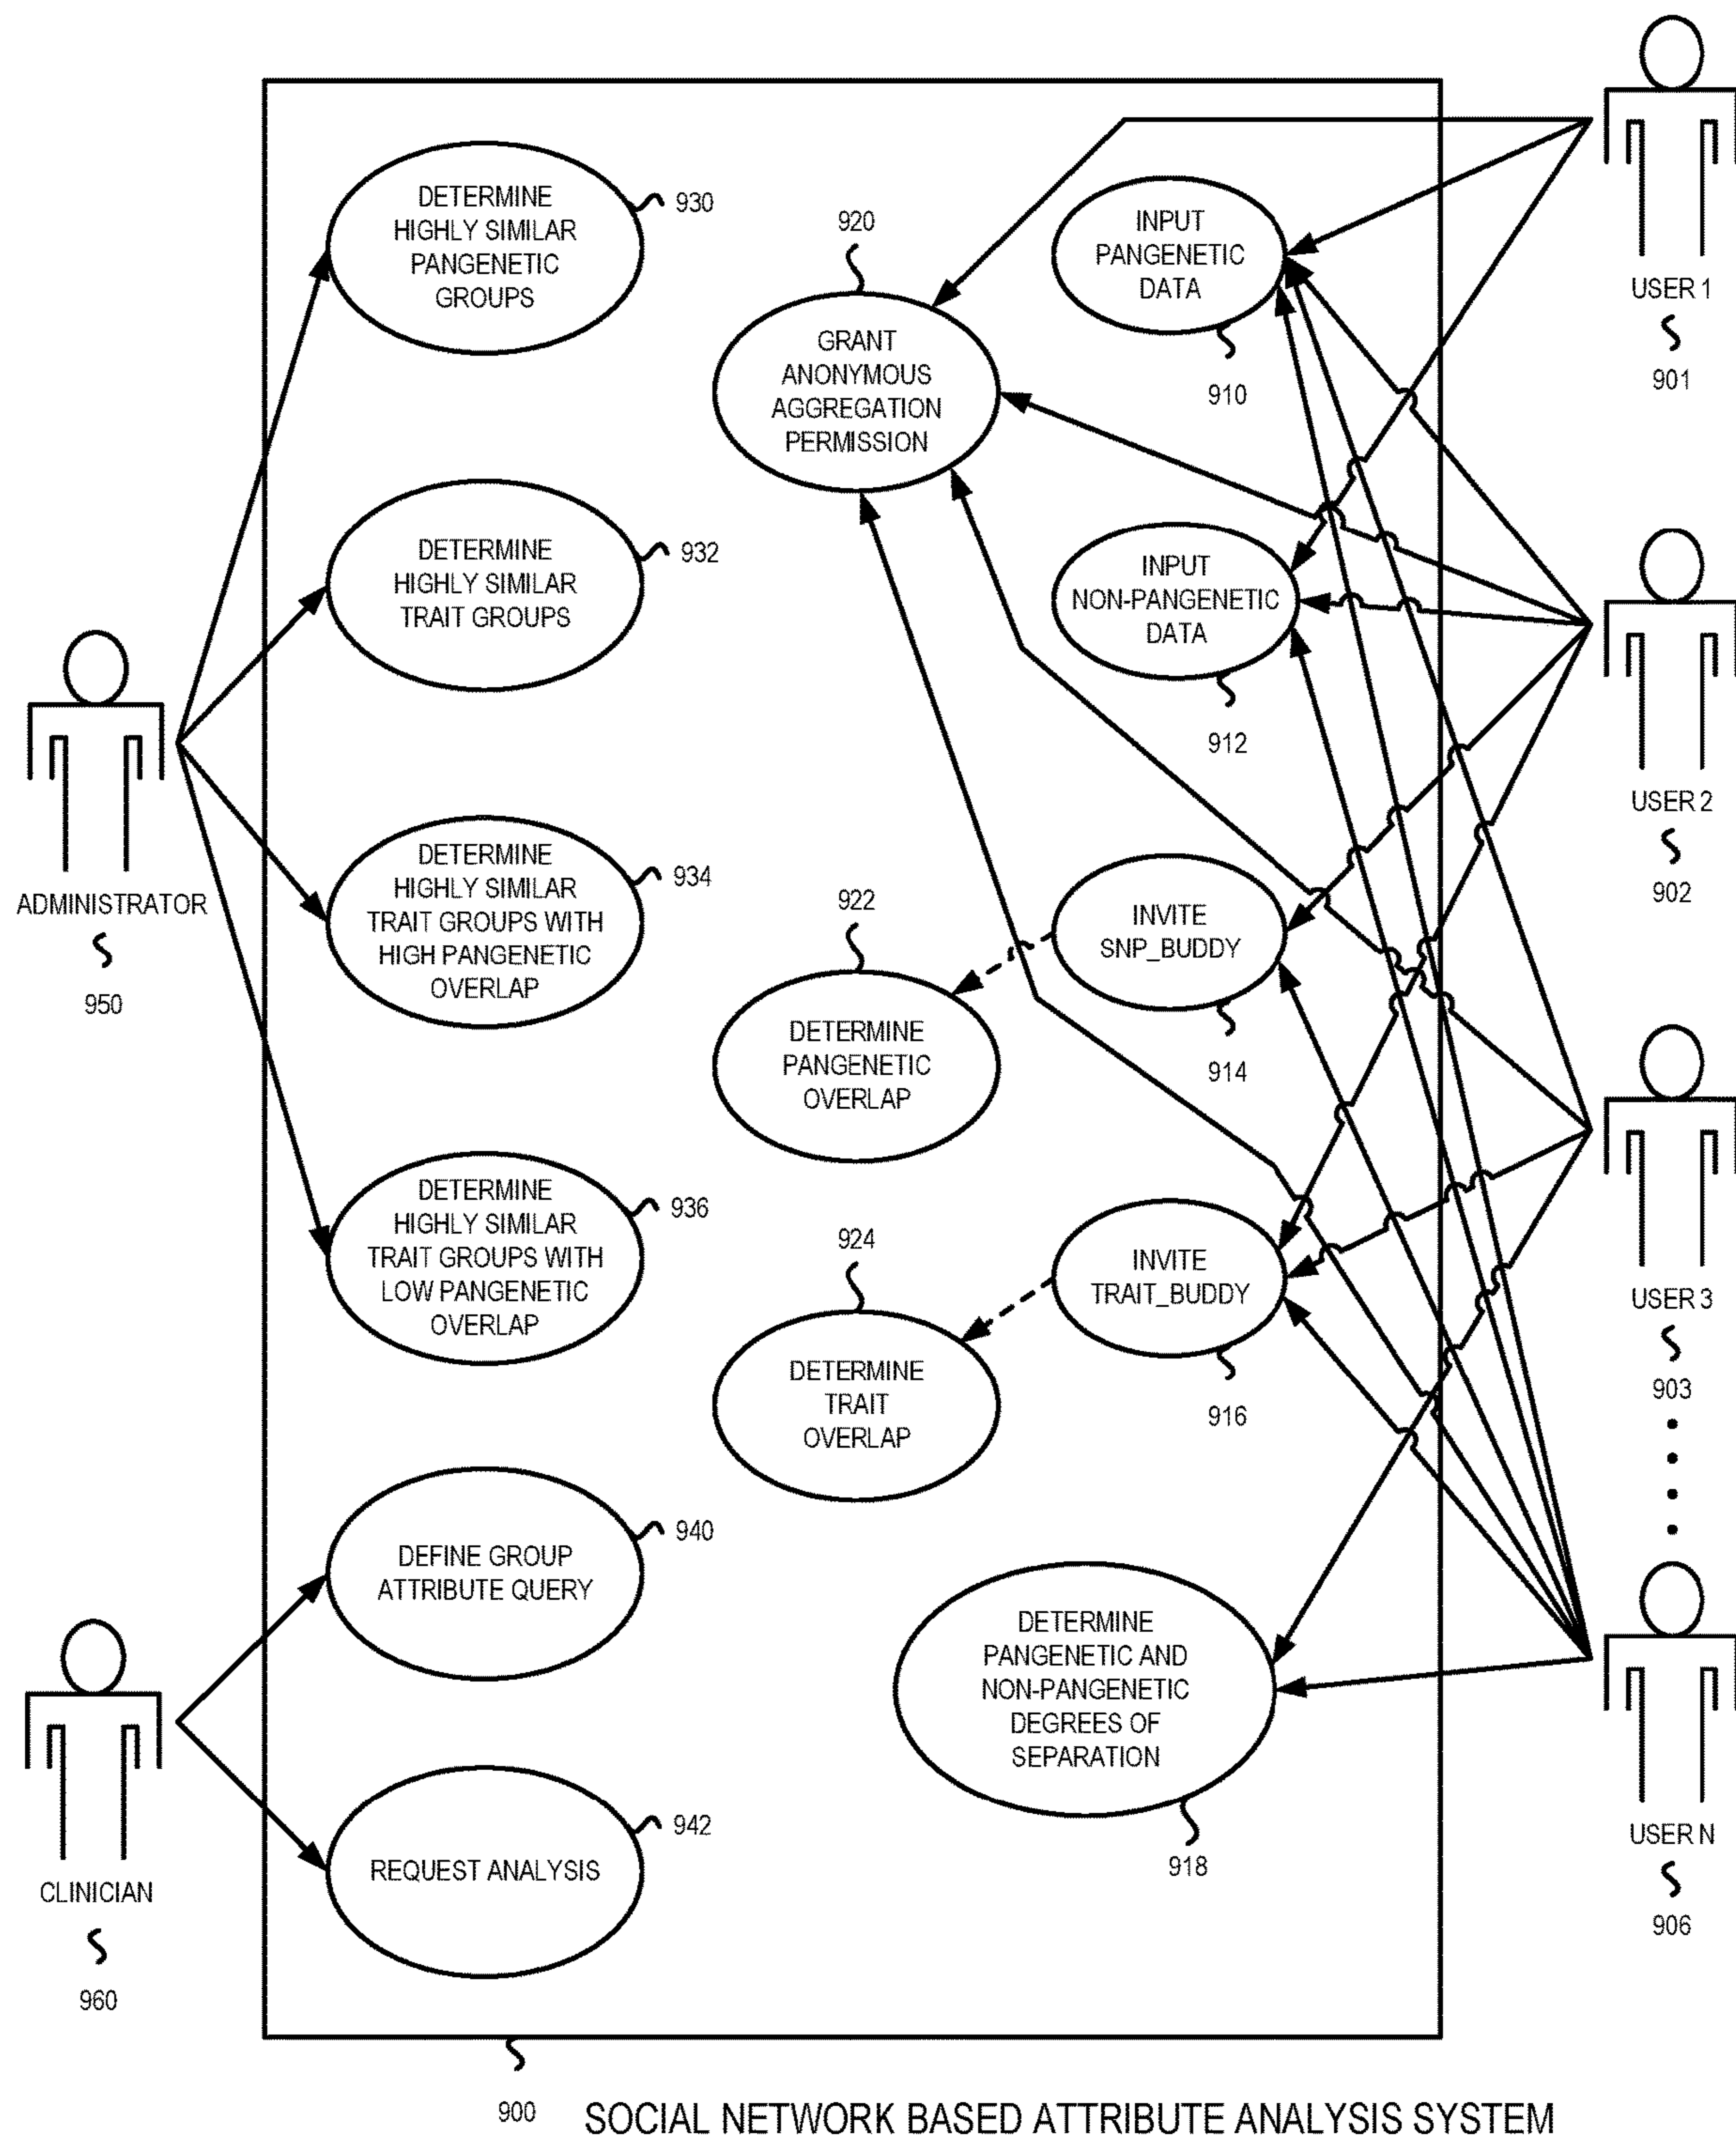 DETERMINE
HIGHLY SIMILAR
PANGENETIC
GROUPS
930
DETERMINE
HIGHLY SIMILAR
TRAIT GROUPS
932
DETERMINE
HIGHLY SIMILAR
TRAIT GROUPS WITH
HIGH PANGENETIC
OVERLAP
934
DETERMINE
HIGHLY SIMILAR
TRAIT GROUPS WITH
LOW PANGENETIC
OVERLAP
936
DEFINE GROUP
ATTRIBUTE QUERY
940
REQUEST ANALYSIS
942
ADMINISTRATOR
950
CLINICIAN
960
920
GRANT
ANONYMOUS
AGGREGATION
PERMISSION
922
DETERMINE
PANGENETIC
OVERLAP
924
DETERMINE
TRAIT
OVERLAP
INPUT
PANGENETIC
DATA
910
INPUT
NON-PANGENETIC
DATA
912
INVITE
SNP_BUDDY
914
INVITE
TRAIT_BUDDY
916
DETERMINE
PANGENETIC AND
NON-PANGENETIC
DEGREES OF
SEPARATION
918
USER 1
901
USER 2
902
USER 3
903
USER N
906
900
SOCIAL NETWORK BASED ATTRIBUTE ANALYSIS SYSTEM